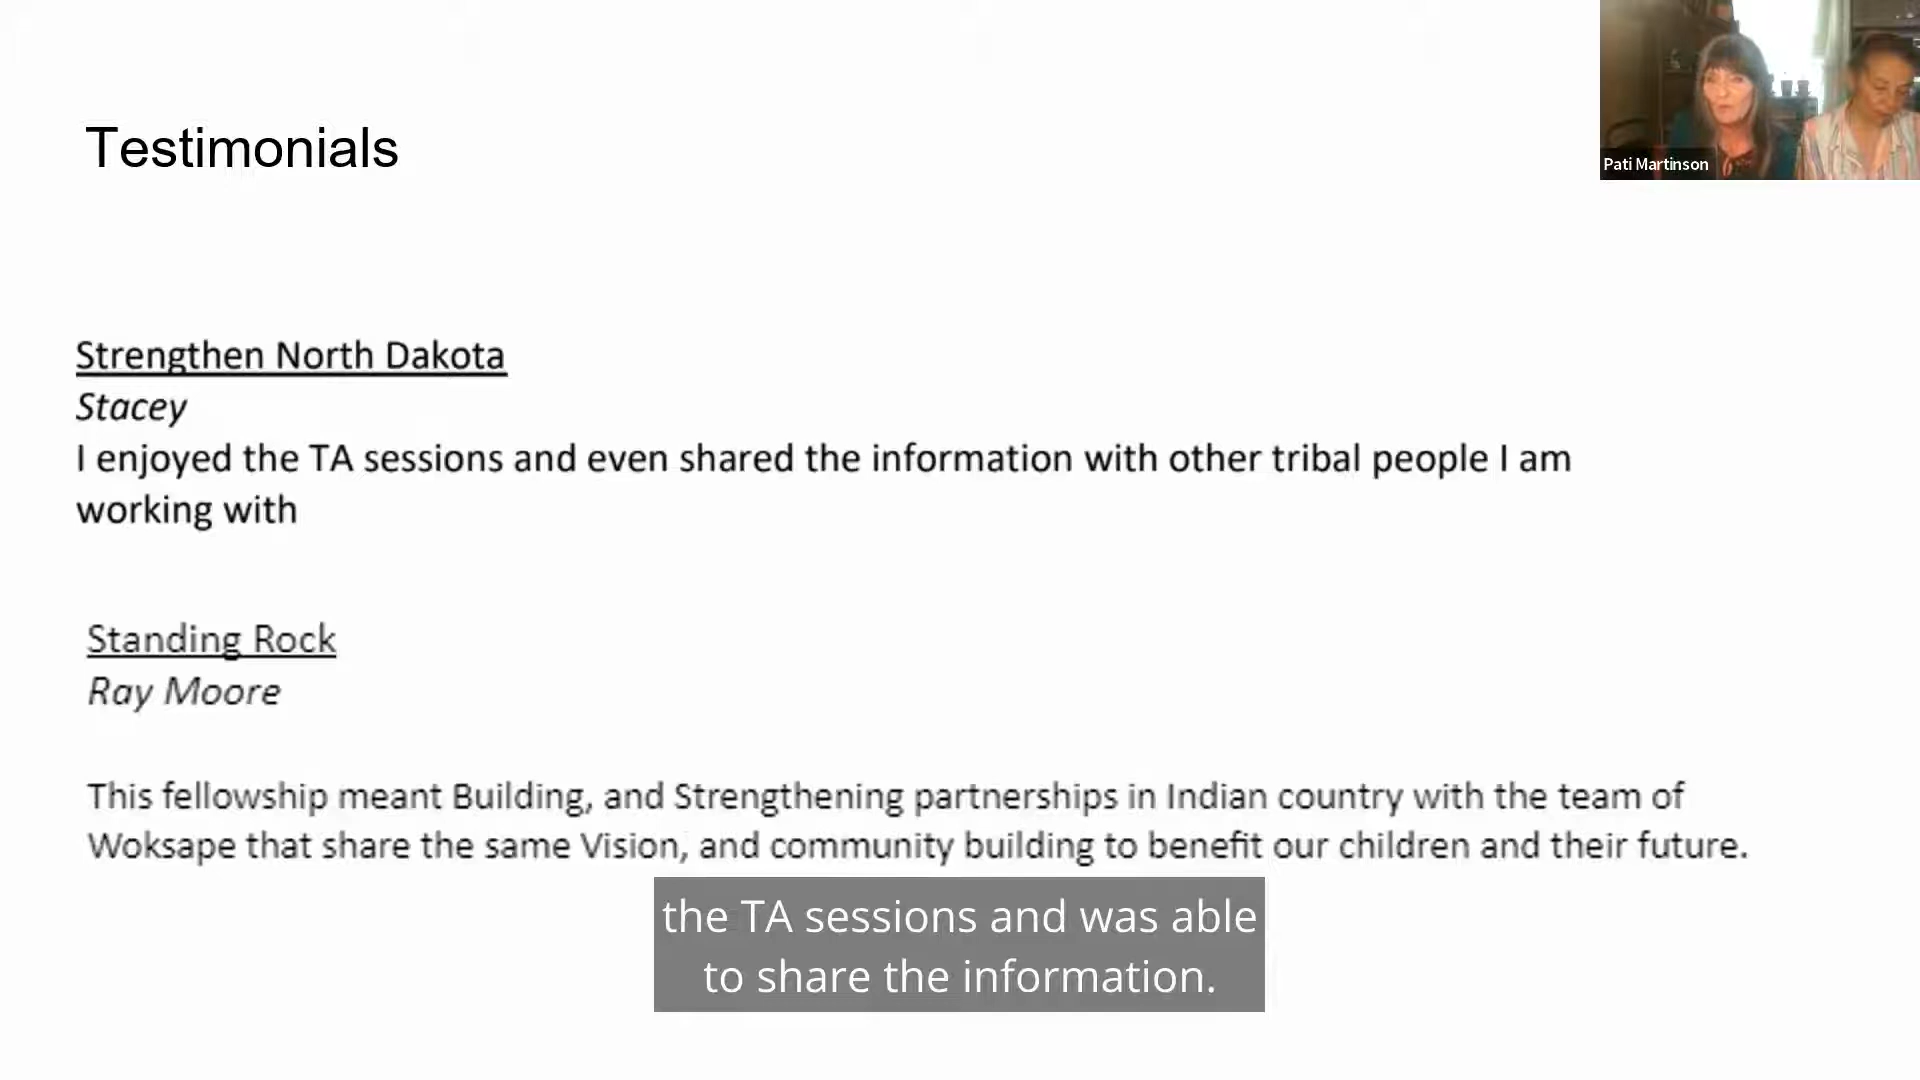 Testimonials
Pati Martinson
Strengthen North Dakota
Stacey
I enjoyed the TA sessions and even shared the information with other tribal people I am
working with
Standing Rock
Ray Moore
This fellowship meant Building, and Strengthening partnerships in Indian country with the team of
Woksape that share the same Vision, and community building to benefit our children and their future.
the TA sessions and was able
to share the information.